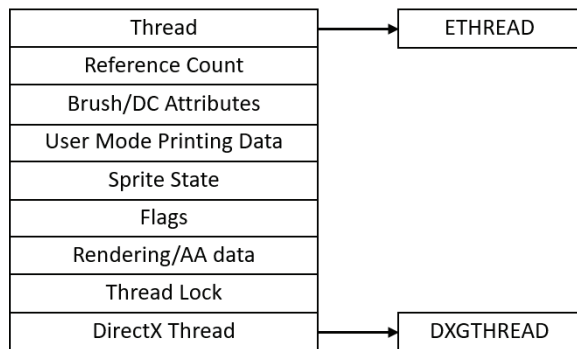 Thread
ETHREAD
Reference Count
Brush/DC Attributes
User Mode Printing Data
Sprite State
Flags
Rendering/AA data
Thread Lock
DirectX Thread
DXGTHREAD